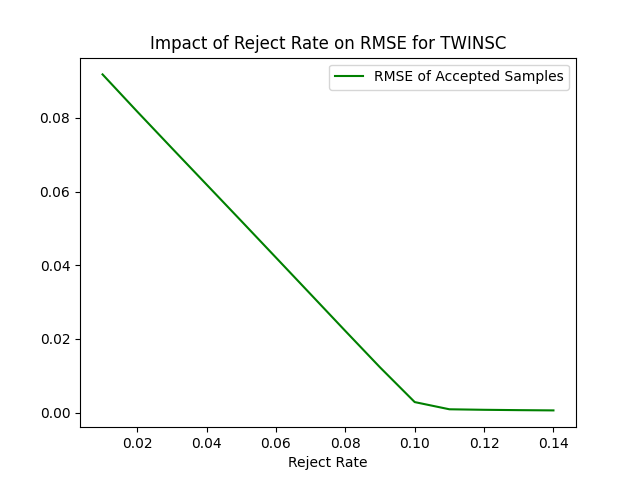 Impact of Reject Rate on RMSE for TWINSC
RMSE of Accepted Samples
0.08
0.06
0.04
0.02
0.00
0.02 0.04 0.06 0.08 0.10 0.12 0.14
Reject Rate